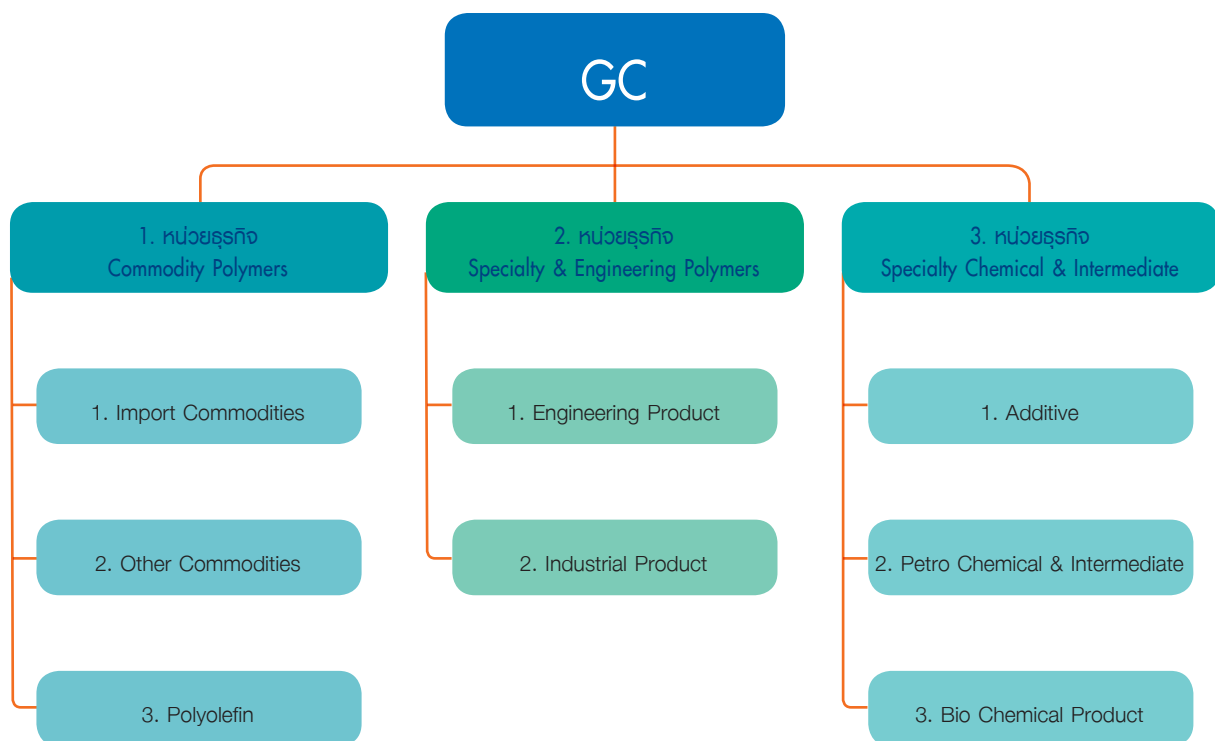 GC
1. หน่วยธุรกิจ
Commodity Polymers
1. Import Commodities
2. Other Commodities
3. Polyolefin
2. หน่วยธุรกิจ
Specialty & Engineering Polymers
1. Engineering Product
2. Industrial Product
3. หน่วยธุรกิจ
Specialty Chemical & Intermediate
1. Additive
2. Petro Chemical & Intermediate
3. Bio Chemical Product